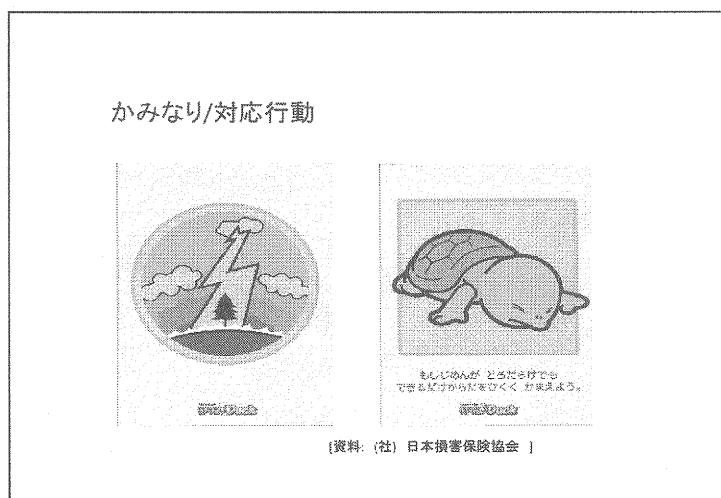 かみなり/対応行動
もしじめんが どろだらけでも
できるだけからだをひくく かまえよう。
[資料: (社) 日本損害保険協会 ]